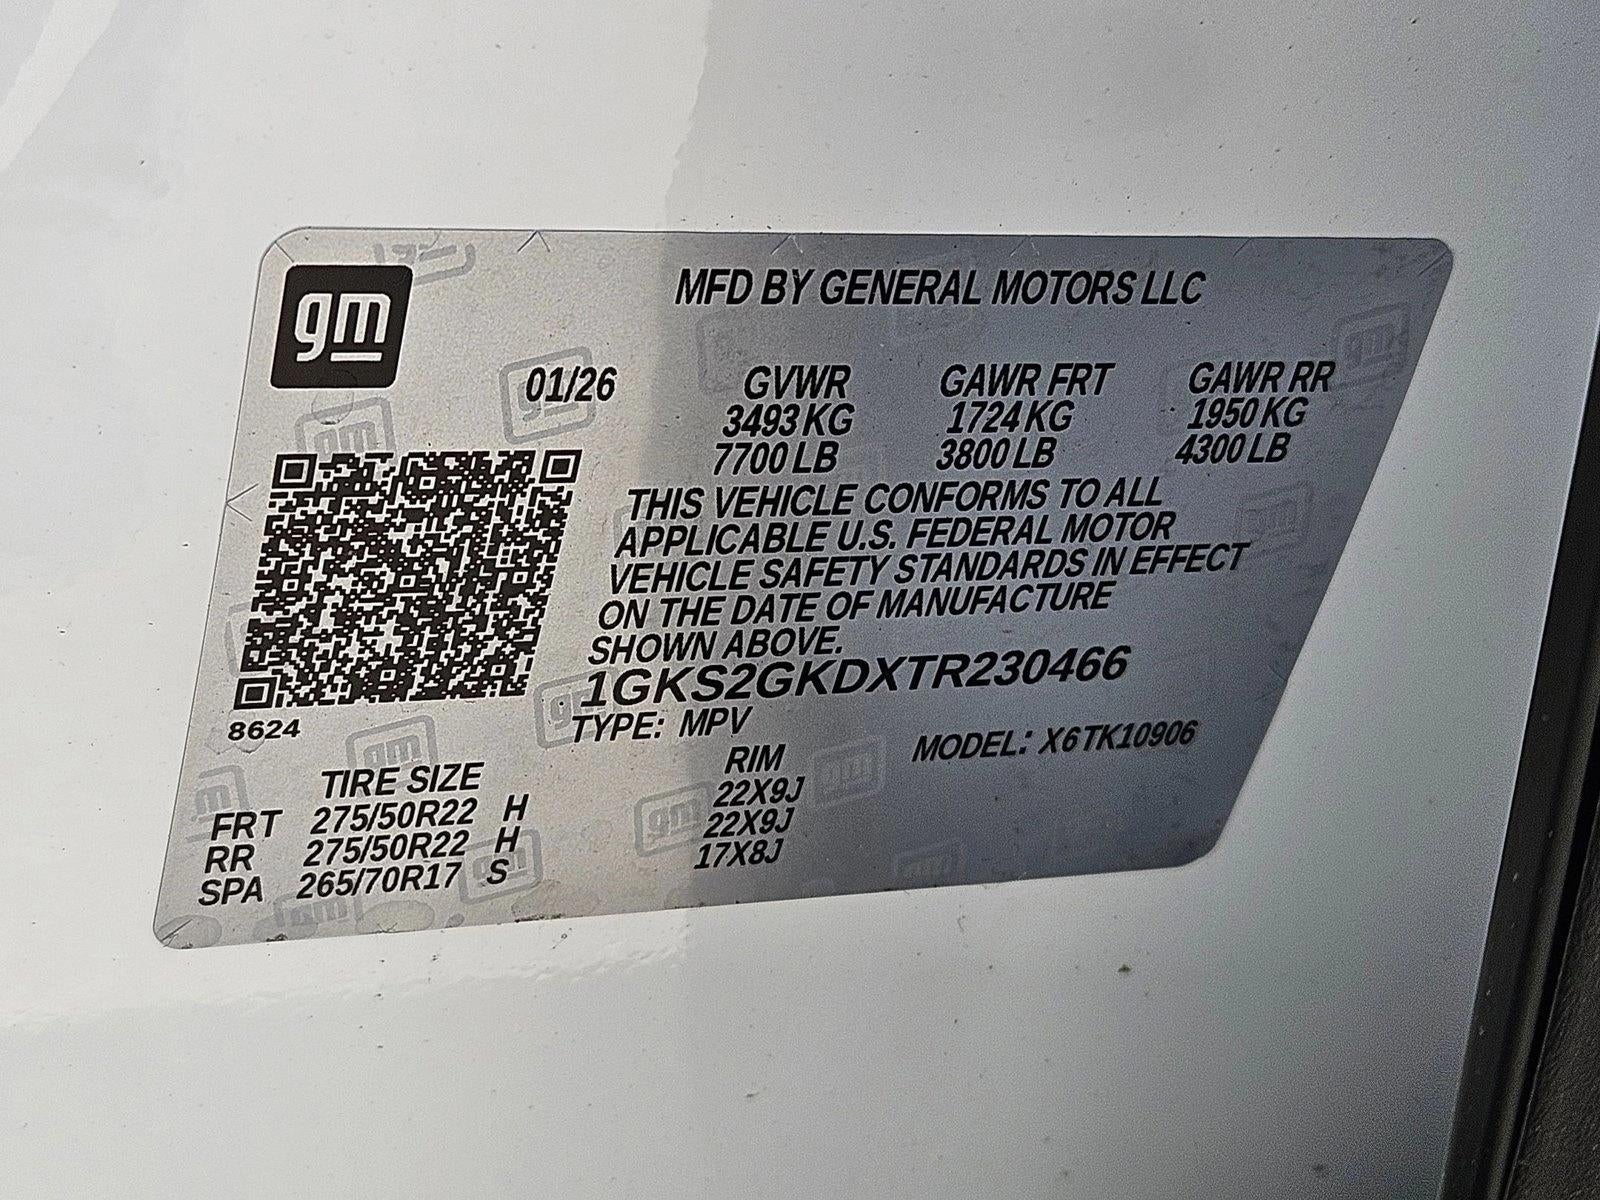 gm
MFD BY GENERAL MOTORS LLC
01/26 GVWR GAWR FRT GAWR RR
3493 KG 1724 KG 1950 KG
7700 LB 3800 LB 4300 LB
THIS VEHICLE CONFORMS TO ALL
APPLICABLE U.S. FEDERAL MOTOR
VEHICLE SAFETY STANDARDS IN EFFECT
ON THE DATE OF MANUFACTURE
SHOWN ABOVE.
1GKS2GKDXTR230466
8624
TYPE: MPV MODEL: X6TK10906
TIRE SIZE RIM
FRT 275/50R22 H 22X9J
RR 275/50R22 H 22X9J
SPA 265/70R17 S 17X8J